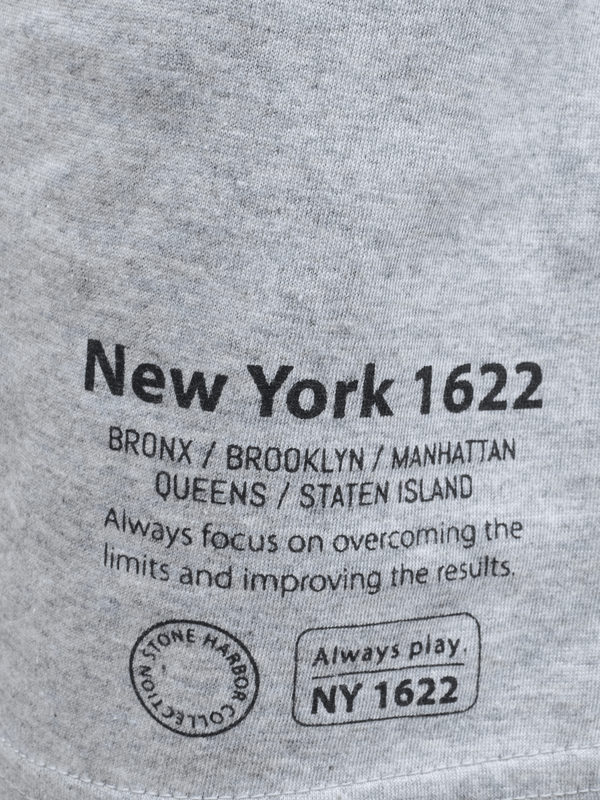 New York 1622
BRONX / BROOKLYN / MANHATTAN
QUEENS / STATEN ISLAND
Always focus on overcoming the
limits and improving the results.
STONE HARBOR COLLECTION
Always play.
NY 1622